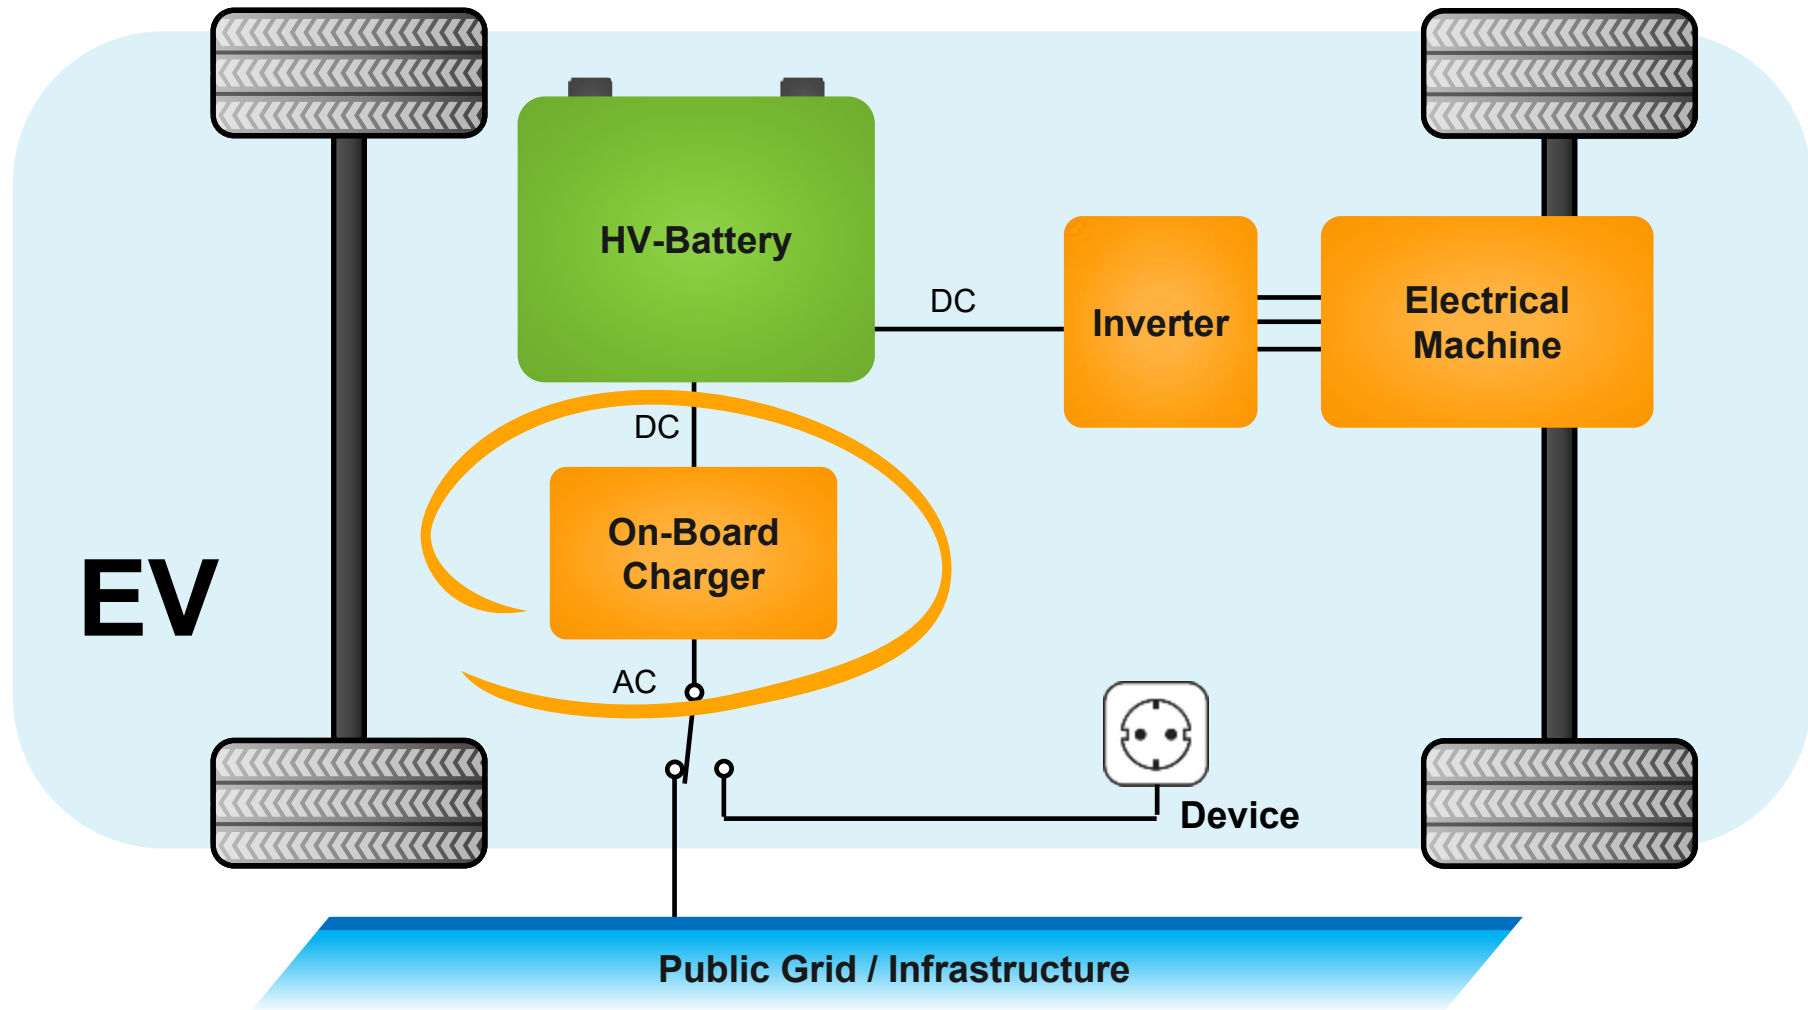 HV-Battery
DC
Inverter
Electrical
Machine
DC
On-Board
Charger
EV
AC
Device
Public Grid / Infrastructure